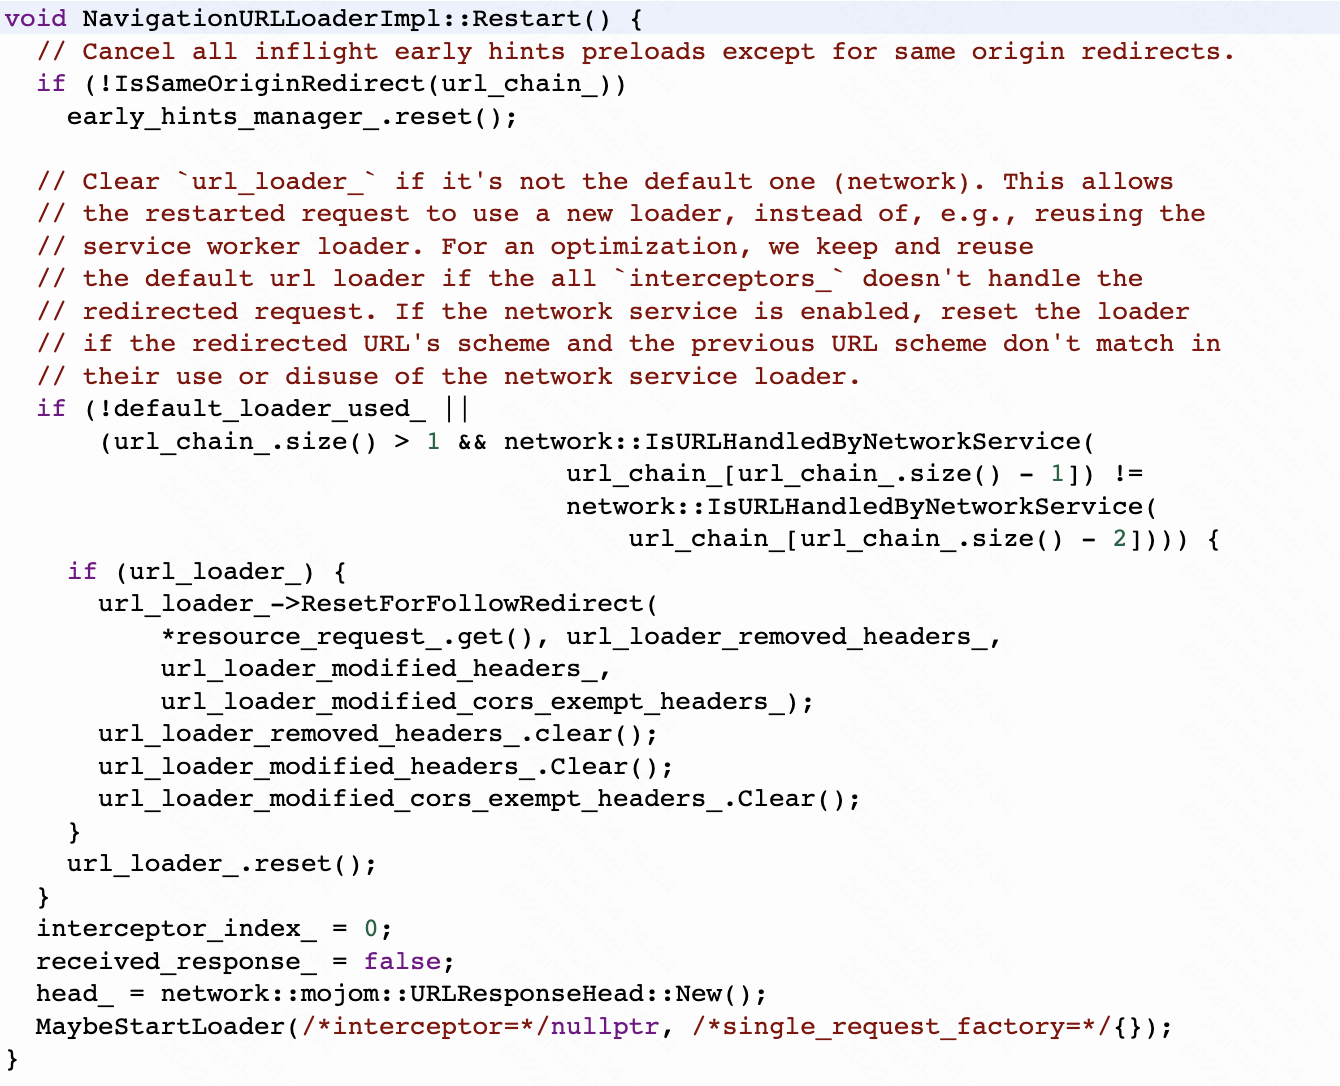 void NavigationURLLoaderImpl::Restart() {
  // Cancel all inflight early hints preloads except for same origin redirects.
  if (!IsSameOriginRedirect(url_chain_))
    early_hints_manager_.reset();

  // Clear `url_loader_` if it's not the default one (network). This allows
  // the restarted request to use a new loader, instead of, e.g., reusing the
  // service worker loader. For an optimization, we keep and reuse
  // the default url loader if the all `interceptors_` doesn't handle the
  // redirected request. If the network service is enabled, reset the loader
  // if the redirected URL's scheme and the previous URL scheme don't match in
  // their use or disuse of the network service loader.
  if (!default_loader_used_ ||
      (url_chain_.size() > 1 && network::IsURLHandledByNetworkService(
                                    url_chain_[url_chain_.size() - 1]) !=
                                    network::IsURLHandledByNetworkService(
                                        url_chain_[url_chain_.size() - 2]))) {
    if (url_loader_) {
      url_loader_->ResetForFollowRedirect(
          *resource_request_.get(), url_loader_removed_headers_,
          url_loader_modified_headers_,
          url_loader_modified_cors_exempt_headers_);
      url_loader_removed_headers_.clear();
      url_loader_modified_headers_.Clear();
      url_loader_modified_cors_exempt_headers_.Clear();
    }
    url_loader_.reset();
  }
  interceptor_index_ = 0;
  received_response_ = false;
  head_ = network::mojom::URLResponseHead::New();
  MaybeStartLoader(/*interceptor=*/nullptr, /*single_request_factory=*/{});
}